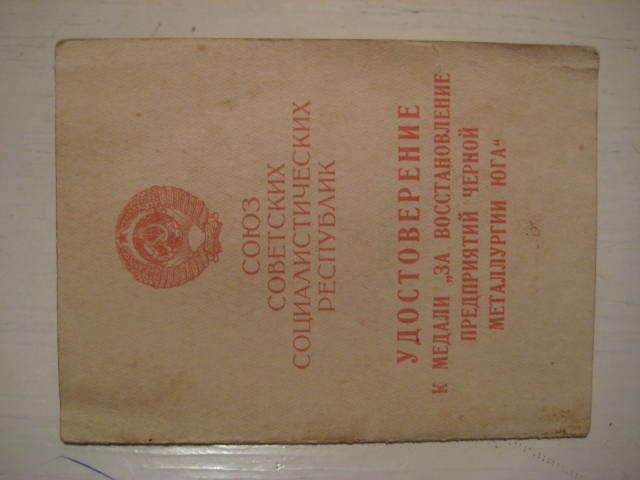 СОЮЗ
СОВЕТСКИХ
СОЦИАЛИСТИЧЕСКИХ
РЕСПУБЛИК
УДОСТОВЕРЕНИЕ
К МЕДАЛИ „ЗА ВОССТАНОВЛЕНИЕ
ПРЕДПРИЯТИЙ ЧЕРНОЙ
МЕТАЛЛУРГИИ ЮГА“